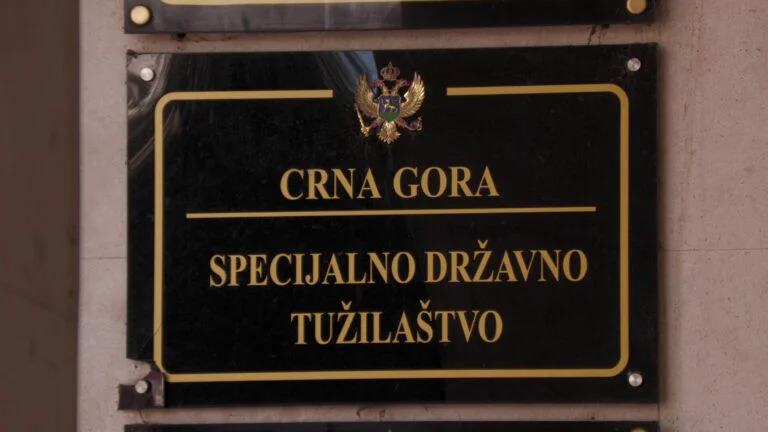 CRNA GORA
SPECIJALNO DRŽAVNO
TUŽILAŠTVO